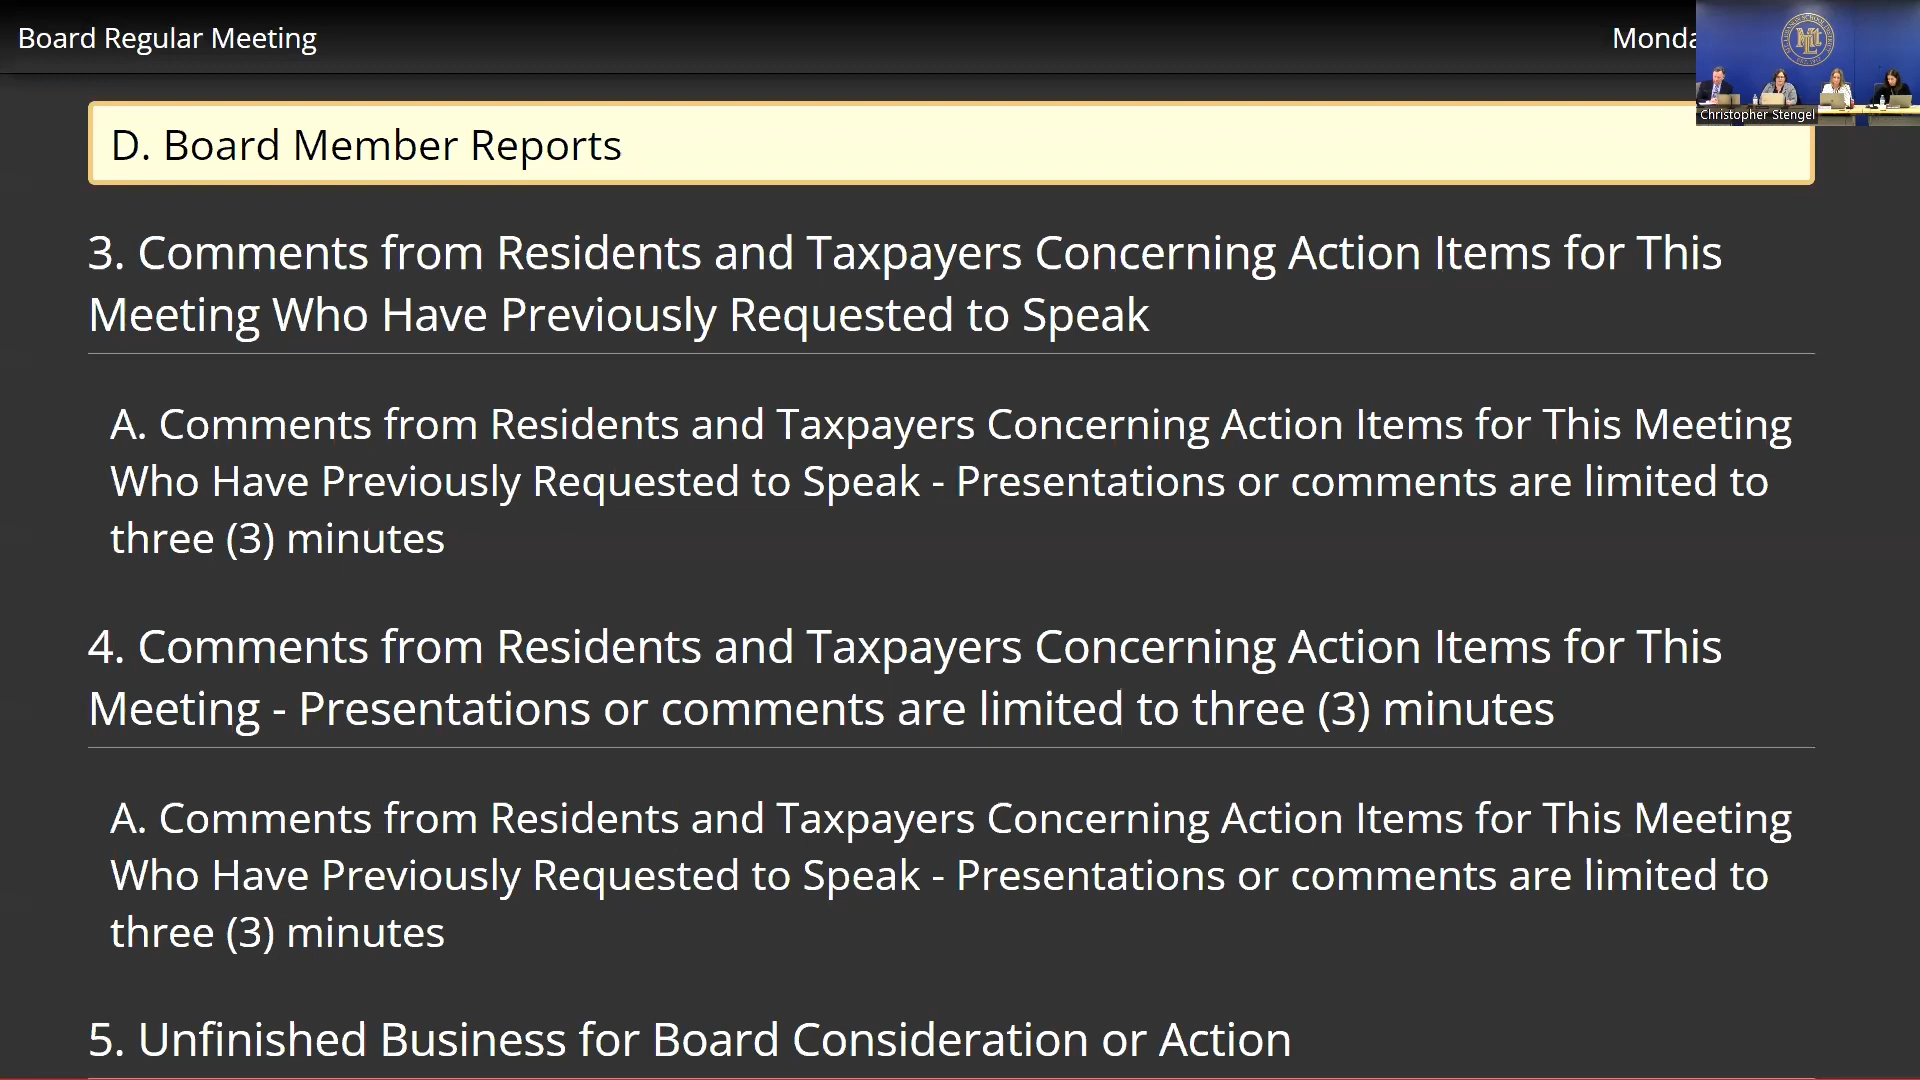 Board Regular Meeting
Monda
Christopher Stengel
D. Board Member Reports
3. Comments from Residents and Taxpayers Concerning Action Items for This
Meeting Who Have Previously Requested to Speak
A. Comments from Residents and Taxpayers Concerning Action Items for This Meeting
Who Have Previously Requested to Speak - Presentations or comments are limited to
three (3) minutes
4. Comments from Residents and Taxpayers Concerning Action Items for This
Meeting - Presentations or comments are limited to three (3) minutes
A. Comments from Residents and Taxpayers Concerning Action Items for This Meeting
Who Have Previously Requested to Speak - Presentations or comments are limited to
three (3) minutes
5. Unfinished Business for Board Consideration or Action